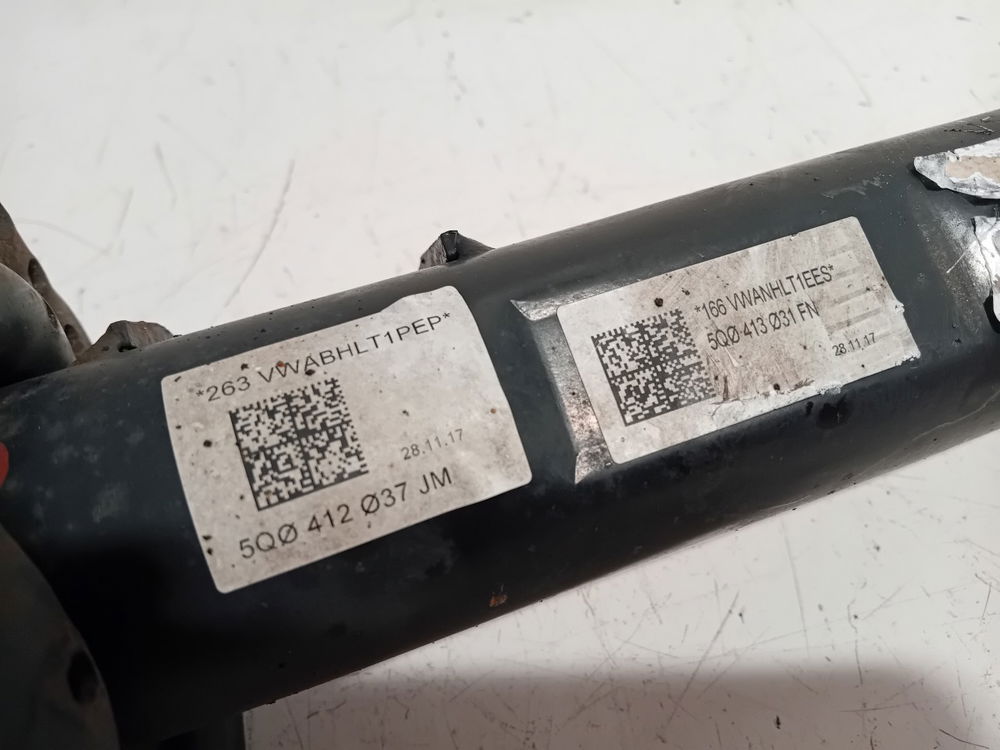 *263 VWABHLT1PEP*
28.11.17
5QØ 412 Ø37 JM
*166 VWANHLT1EES*
5QØ 413 Ø31 FN
28.11.17